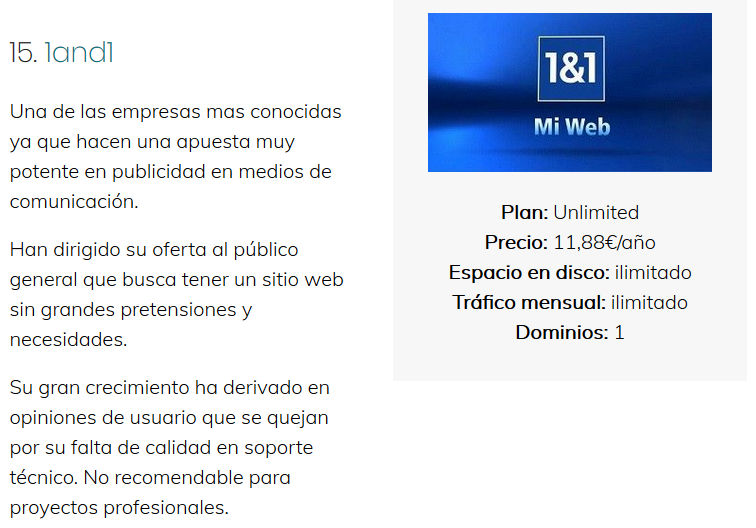 15. 1and1
Una de las empresas mas conocidas
ya que hacen una apuesta muy
potente en publicidad en medios de
comunicación.
Han dirigido su oferta al público
general que busca tener un sitio web
sin grandes pretensiones y
necesidades.
Su gran crecimiento ha derivado en
opiniones de usuario que se quejan
por su falta de calidad en soporte
técnico. No recomendable para
proyectos profesionales.
1&1
Mi Web
Plan: Unlimited
Precio: 11,88€/año
Espacio en disco: ilimitado
Tráfico mensual: ilimitado
Dominios: 1